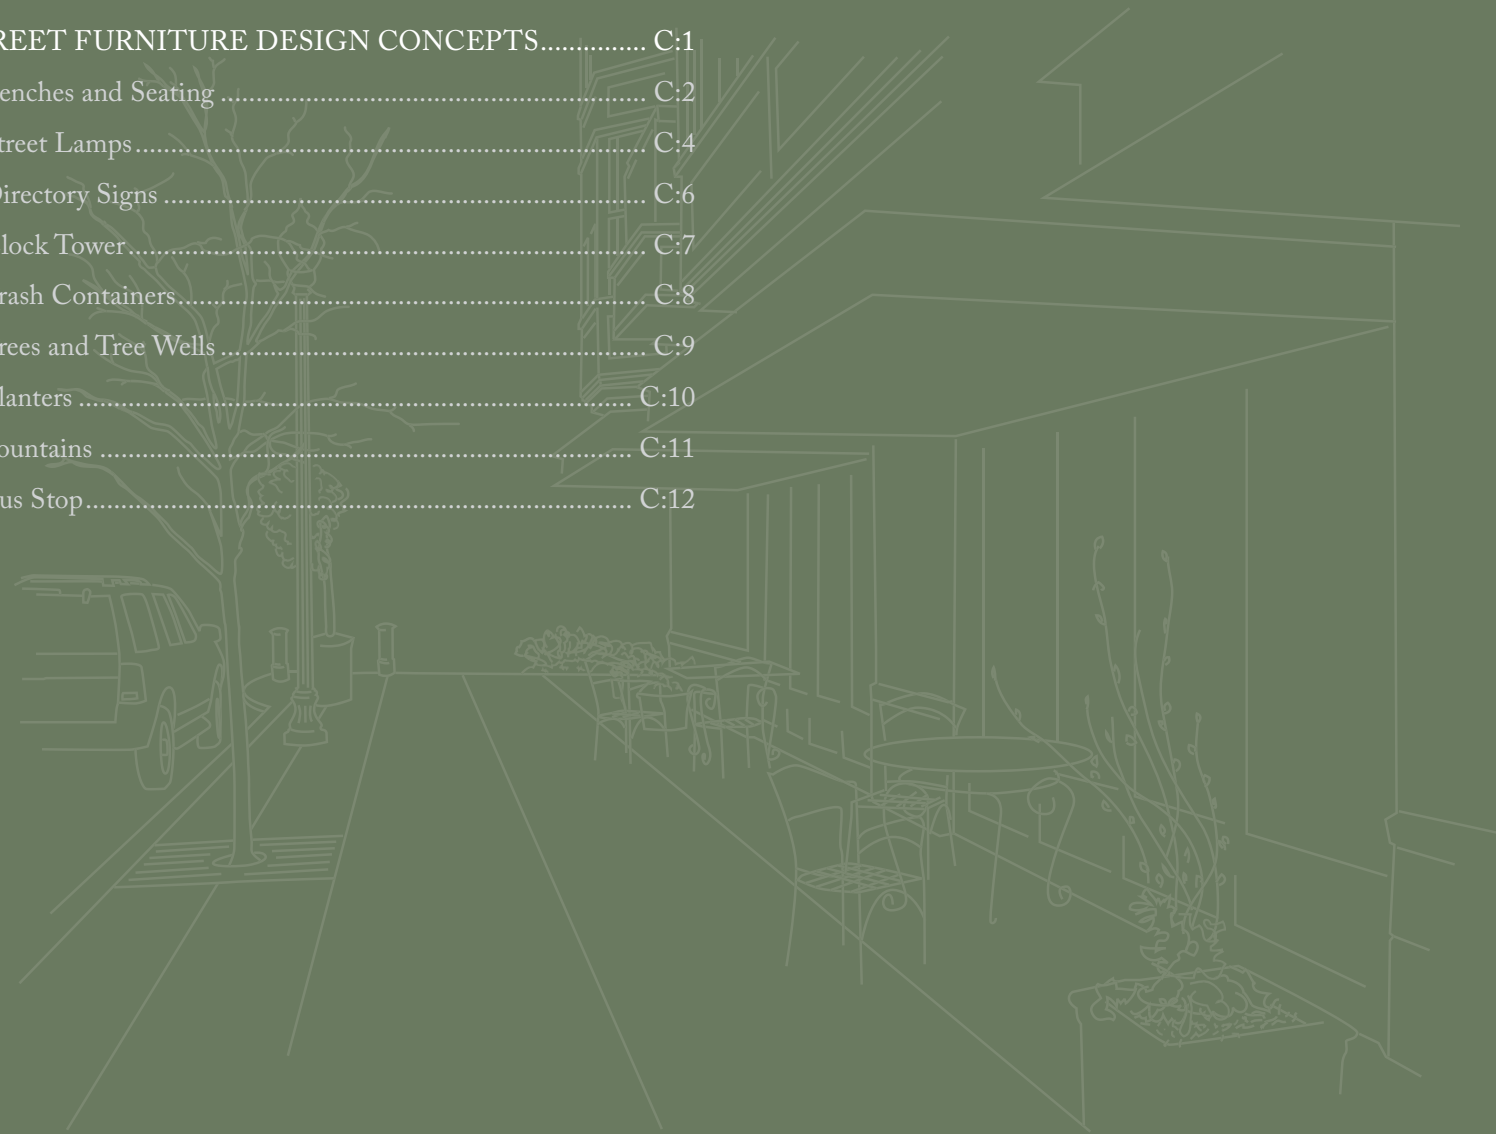 REET FURNITURE DESIGN CONCEPTS.............. C:1
enches and Seating ............................................................ C:2
treet Lamps........................................................................ C:4
irectory Signs .................................................................... C:6
lock Tower......................................................................... C:7
rash Containers.................................................................. C:8
rees and Tree Wells ............................................................ C:9
lanters .............................................................................. C:10
ountains ........................................................................... C:11
us Stop............................................................................. C:12